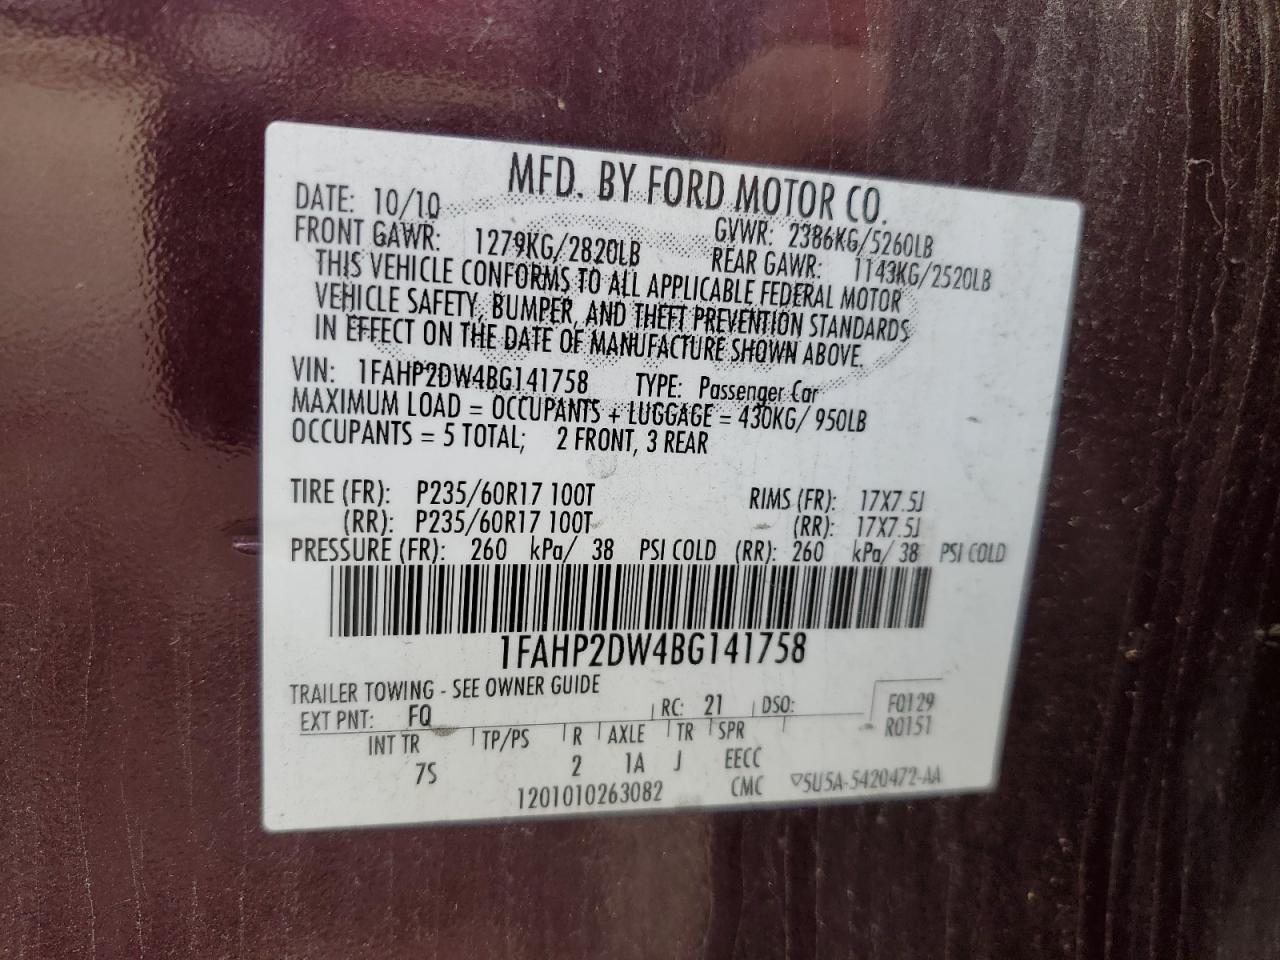 MFD. BY FORD MOTOR CO.
DATE: 10/10 GVWR: 2386KG/5260LB
FRONT GAWR: 1279KG/2820LB REAR GAWR: 1143KG/2520LB
THIS VEHICLE CONFORMS TO ALL APPLICABLE FEDERAL MOTOR
VEHICLE SAFETY, BUMPER, AND THEFT PREVENTION STANDARDS
IN EFFECT ON THE DATE OF MANUFACTURE SHOWN ABOVE.
VIN: 1FAHP2DW4BG141758 TYPE: Passenger Car
MAXIMUM LOAD = OCCUPANTS + LUGGAGE = 430KG/ 950LB
OCCUPANTS = 5 TOTAL; 2 FRONT, 3 REAR
TIRE (FR): P235/60R17 100T RIMS (FR): 17X7.5J
(RR): P235/60R17 100T (RR): 17X7.5J
PRESSURE (FR): 260 kPa/ 38 PSI COLD (RR): 260 kPa/ 38 PSI COLD
1FAHP2DW4BG141758
TRAILER TOWING - SEE OWNER GUIDE
EXT PNT: FQ RC: 21 DSO: F0129
R0151
INT TR TP/PS R AXLE TR SPR
7S 2 1A J EECC
1201010263082 CMC 5U5A-5420472-AA